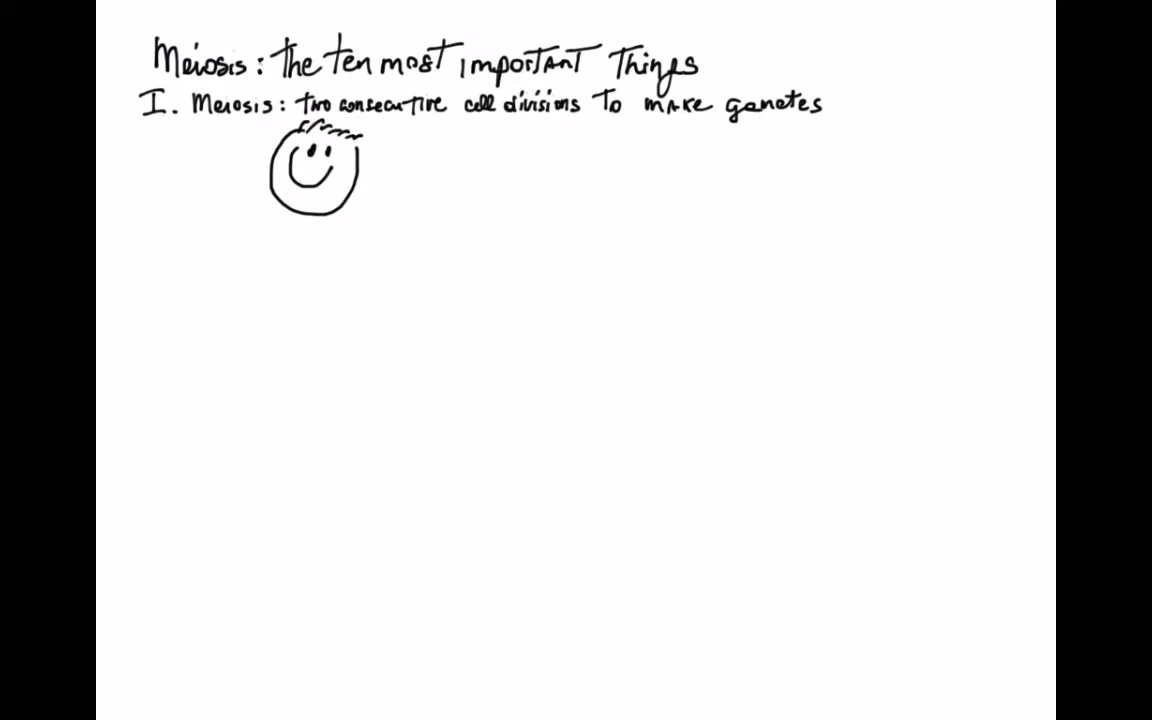 Meiosis: the ten most important Things
I. Meiosis: two consecutive cell divisions To make gametes